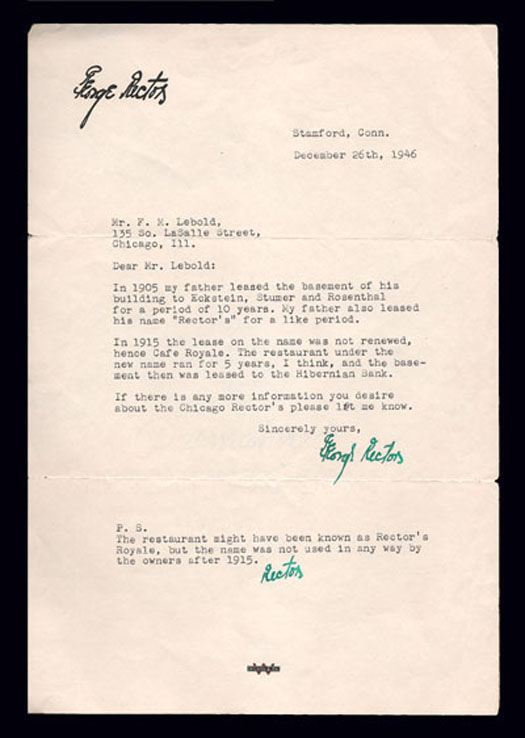 George Rector
Stamford, Conn.
December 26th, 1946
Mr. F. M. Lebold,
135 So. LaSalle Street,
Chicago, Ill.
Dear Mr. Lebold:
In 1905 my father leased the basement of his
building to Eckstein, Stumer and Rosenthal
for a period of 10 years. My father also leased
his name "Rector's" for a like period.
In 1915 the lease on the name was not renewed,
hence Cafe Royale. The restaurant under the
new name ran for 5 years, I think, and the base-
ment then was leased to the Hibernian Bank.
If there is any more information you desire
about the Chicago Rector's please let me know.
Sincerely yours,
George Rector
P. S.
The restaurant might have been known as Rector's
Royale, but the name was not used in any way by
the owners after 1915.
Rector